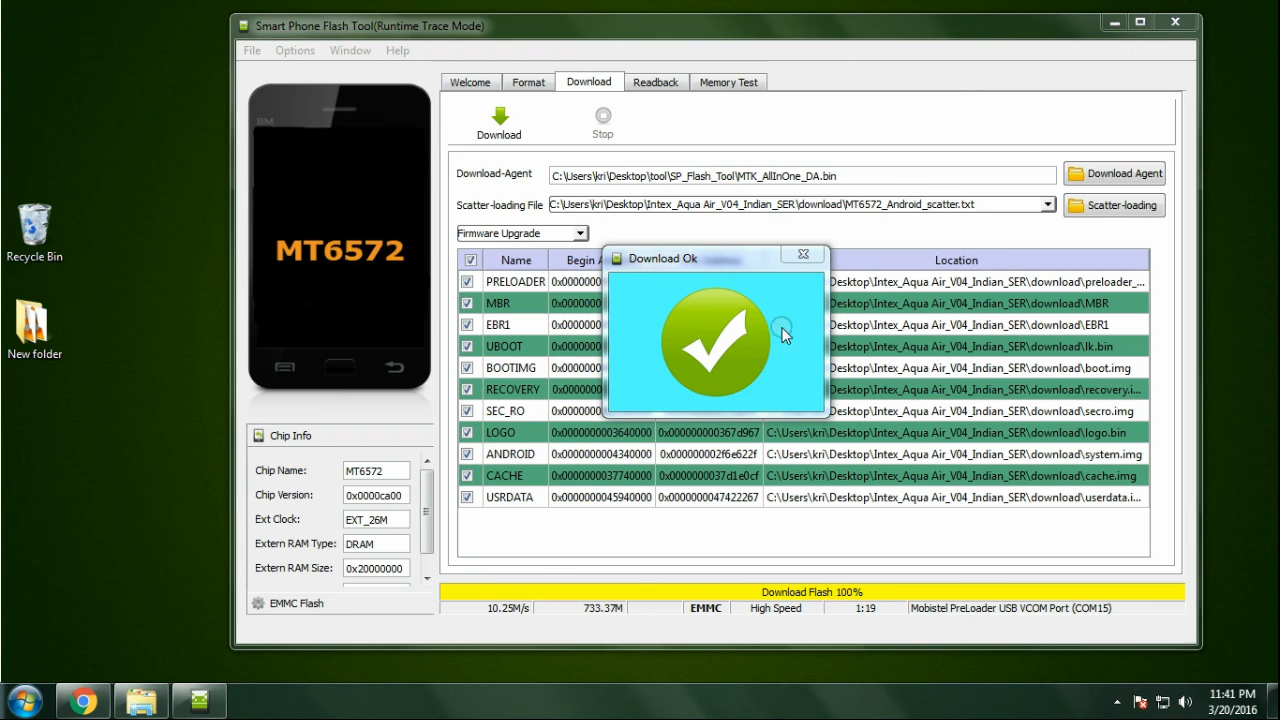 Smart Phone Flash Tool(Runtime Trace Mode)
File Options Window Help
Welcome Format Download Readback Memory Test
BM
Download Stop
Download-Agent C:\Users\kri\Desktop\tool\SP_Flash_Tool\MTK_AllInOne_DA.bin Download Agent
Scatter-loading File C:\Users\kri\Desktop\Intex_Aqua Air_V04_Indian_SER\download\MT6572_Android_scatter.txt Scatter-loading
Firmware Upgrade
Name Begin Location
Download Ok
PRELOADER 0x0000000 Desktop\Intex_Aqua Air_V04_Indian_SER\download\preloader_...
MBR 0x0000000 Desktop\Intex_Aqua Air_V04_Indian_SER\download\MBR
EBR1 0x0000000 Desktop\Intex_Aqua Air_V04_Indian_SER\download\EBR1
UBOOT 0x0000000 Desktop\Intex_Aqua Air_V04_Indian_SER\download\lk.bin
BOOTIMG 0x0000000 Desktop\Intex_Aqua Air_V04_Indian_SER\download\boot.img
RECOVERY 0x0000000 Desktop\Intex_Aqua Air_V04_Indian_SER\download\recovery.i...
SEC_RO 0x0000000 Desktop\Intex_Aqua Air_V04_Indian_SER\download\secro.img
LOGO 0x0000000003640000 0x000000000367d967 C:\Users\kri\Desktop\Intex_Aqua Air_V04_Indian_SER\download\logo.bin
ANDROID 0x0000000004340000 0x000000002f6e622f C:\Users\kri\Desktop\Intex_Aqua Air_V04_Indian_SER\download\system.img
CACHE 0x0000000037740000 0x0000000037d1e0cf C:\Users\kri\Desktop\Intex_Aqua Air_V04_Indian_SER\download\cache.img
USRDATA 0x0000000045940000 0x0000000047422267 C:\Users\kri\Desktop\Intex_Aqua Air_V04_Indian_SER\download\userdata.i...
MT6572
Chip Info
Chip Name: MT6572
Chip Version: 0x0000ca00
Ext Clock: EXT_26M
Extern RAM Type: DRAM
Extern RAM Size: 0x20000000
EMMC Flash
Download Flash 100%
10.25M/s 733.37M EMMC High Speed 1:19 Mobistel PreLoader USB VCOM Port (COM15)
Recycle Bin
New folder
11:41 PM
3/20/2016